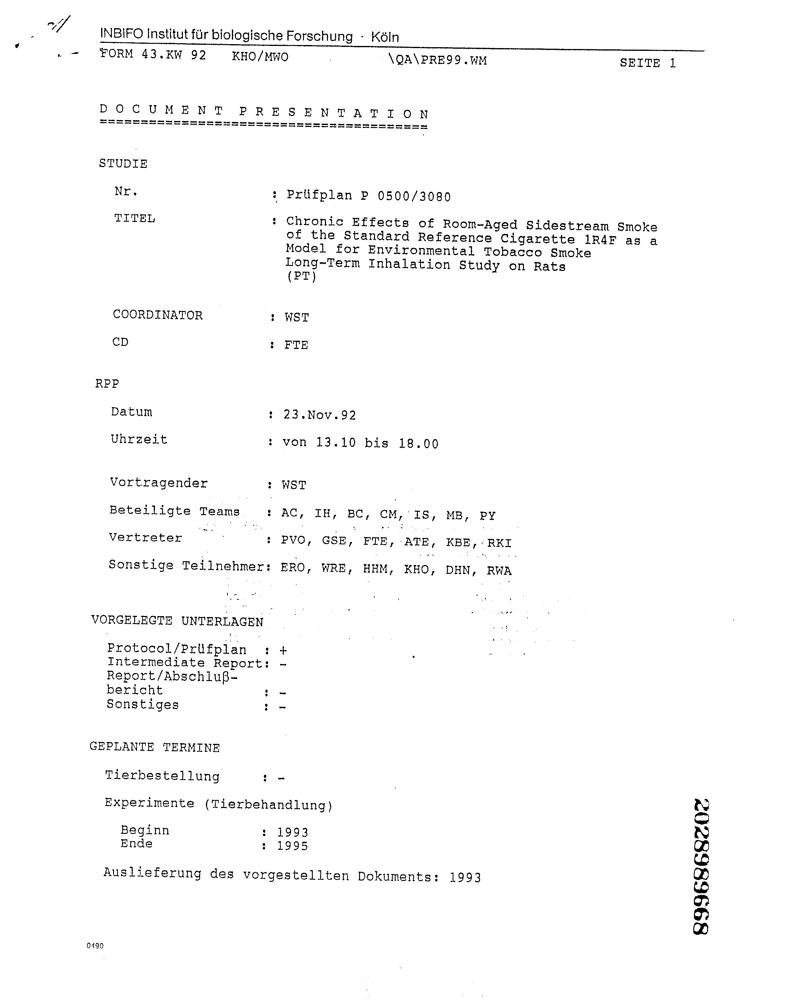 INBIFO Institut für biologische Forschung · Köln
FORM 43.KW 92 KHO/MWO \QA\PRE99.WM SEITE 1
D O C U M E N T P R E S E N T A T I O N
========================================
STUDIE
Nr. : Prüfplan P 0500/3080
TITEL : Chronic Effects of Room-Aged Sidestream Smoke
of the Standard Reference Cigarette 1R4F as a
Model for Environmental Tobacco Smoke
Long-Term Inhalation Study on Rats
(PT)
COORDINATOR : WST
CD : FTE
RPP
Datum : 23.Nov.92
Uhrzeit : von 13.10 bis 18.00
Vortragender : WST
Beteiligte Teams : AC, IH, BC, CM, IS, MB, PY
Vertreter : PVO, GSE, FTE, ATE, KBE, RKI
Sonstige Teilnehmer: ERO, WRE, HHM, KHO, DHN, RWA
VORGELEGTE UNTERLAGEN
Protocol/Prüfplan : +
Intermediate Report: -
Report/Abschluß-
bericht : -
Sonstiges : -
GEPLANTE TERMINE
Tierbestellung : -
Experimente (Tierbehandlung)
Beginn : 1993
Ende : 1995
Auslieferung des vorgestellten Dokuments: 1993
0490
2028989668